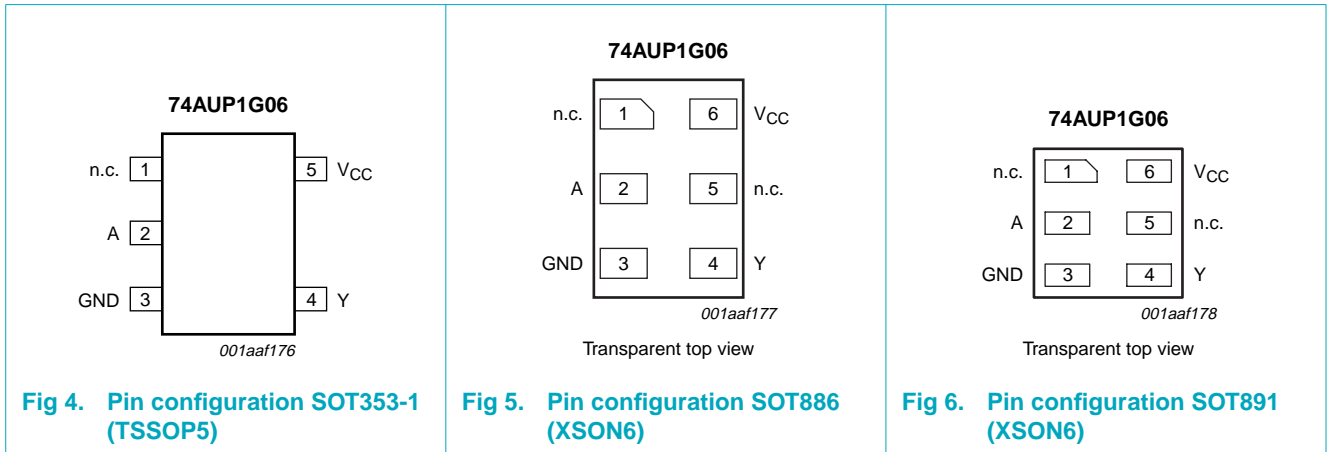 74AUP1G06
n.c. 1 5 VCC
A 2
GND 3 4 Y
001aaf176
Fig 4. Pin configuration SOT353-1
(TSSOP5)
74AUP1G06
n.c. 1 6 VCC
A 2 5 n.c.
GND 3 4 Y
001aaf177
Transparent top view
Fig 5. Pin configuration SOT886
(XSON6)
74AUP1G06
n.c. 1 6 VCC
A 2 5 n.c.
GND 3 4 Y
001aaf178
Transparent top view
Fig 6. Pin configuration SOT891
(XSON6)